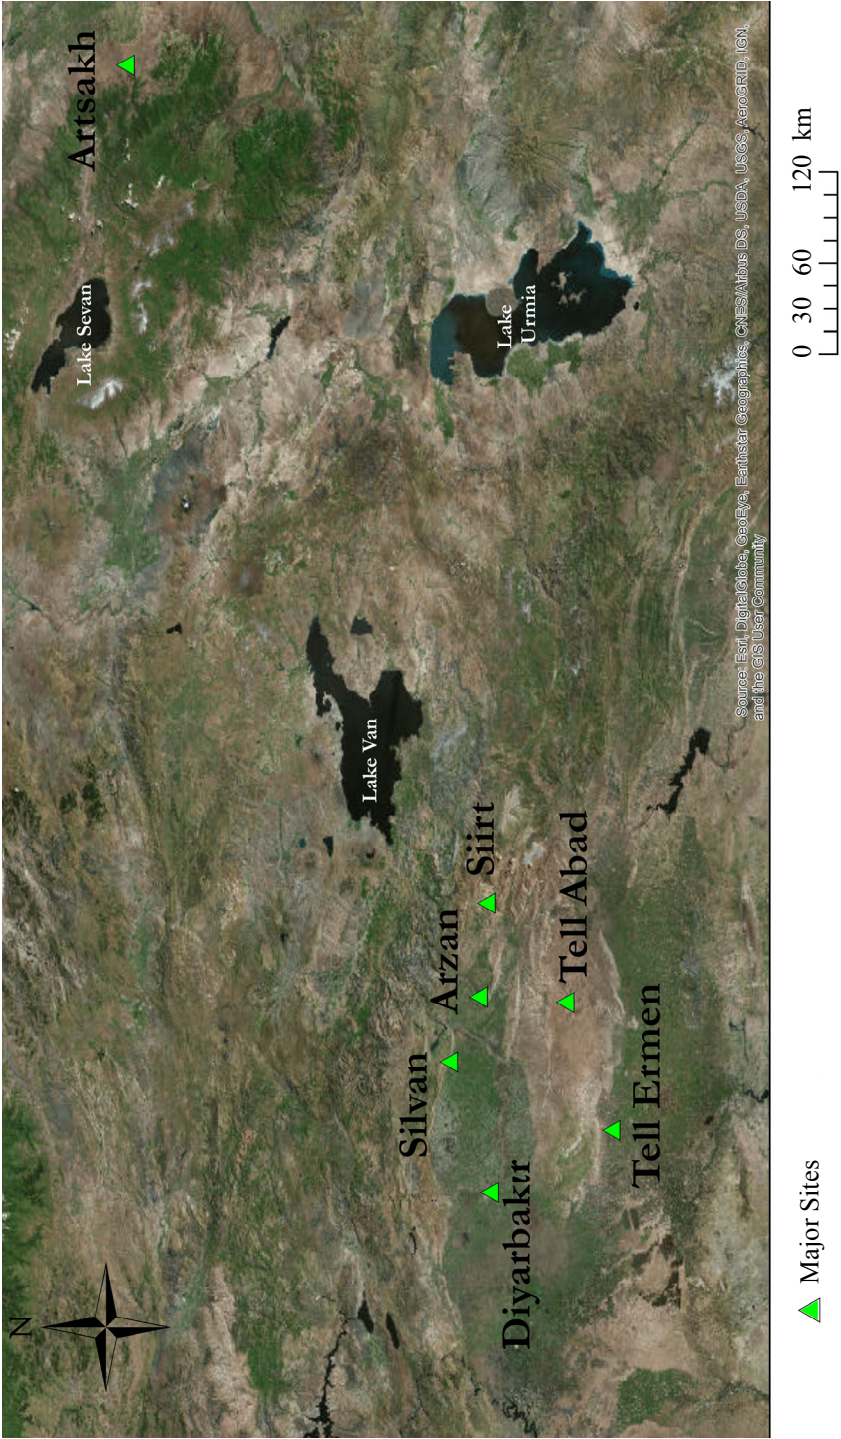 N
Artsakh
Lake Sevan
Lake
Urmia
Lake Van
Siirt
Arzan
Silvan
Tell Abad
Diyarbakır
Tell Ermen
Source: Esri, DigitalGlobe, GeoEye, Earthstar Geographics, CNES/Airbus DS, USDA, USGS, AeroGRID, IGN,
and the GIS User Community
Major Sites
0 30 60 120 km